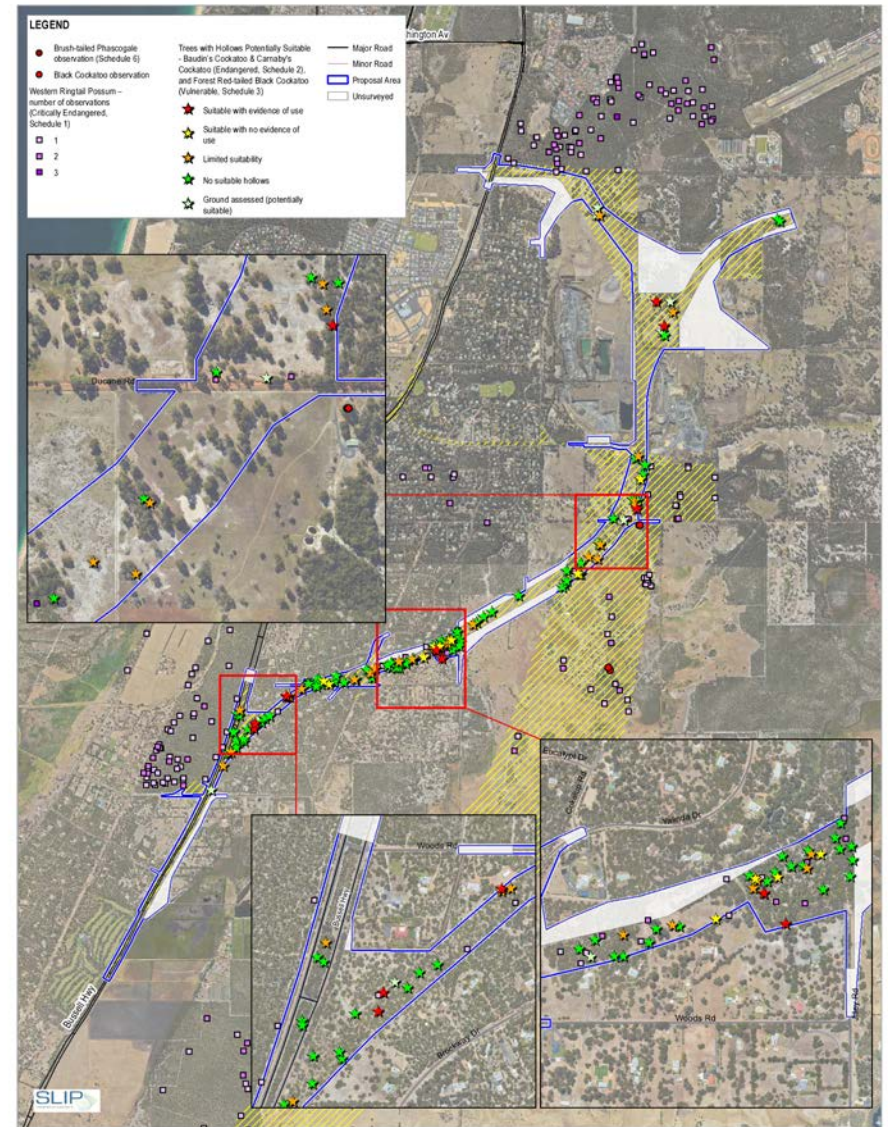 LEGEND
Brush-tailed Phascogale
observation (Schedule 6)
Black Cockatoo observation
Western Ringtail Possum –
number of observations
(Critically Endangered,
Schedule 1)
1
2
3
Trees with Hollows Potentially Suitable
- Baudin's Cockatoo & Carnaby's
Cockatoo (Endangered, Schedule 2),
and Forest Red-tailed Black Cockatoo
(Vulnerable, Schedule 3)
Suitable with evidence of use
Suitable with no evidence of
use
Limited suitability
No suitable hollows
Ground assessed (potentially
suitable)
Major Road
Minor Road
Proposal Area
Unsurveyed
hington Av
Ducane Rd
Bussell Hwy
Woods Rd
Bussell Hwy
Brockway Dr
Eucalypt Dr
Yalinda Dr
Woods Rd
SLIP